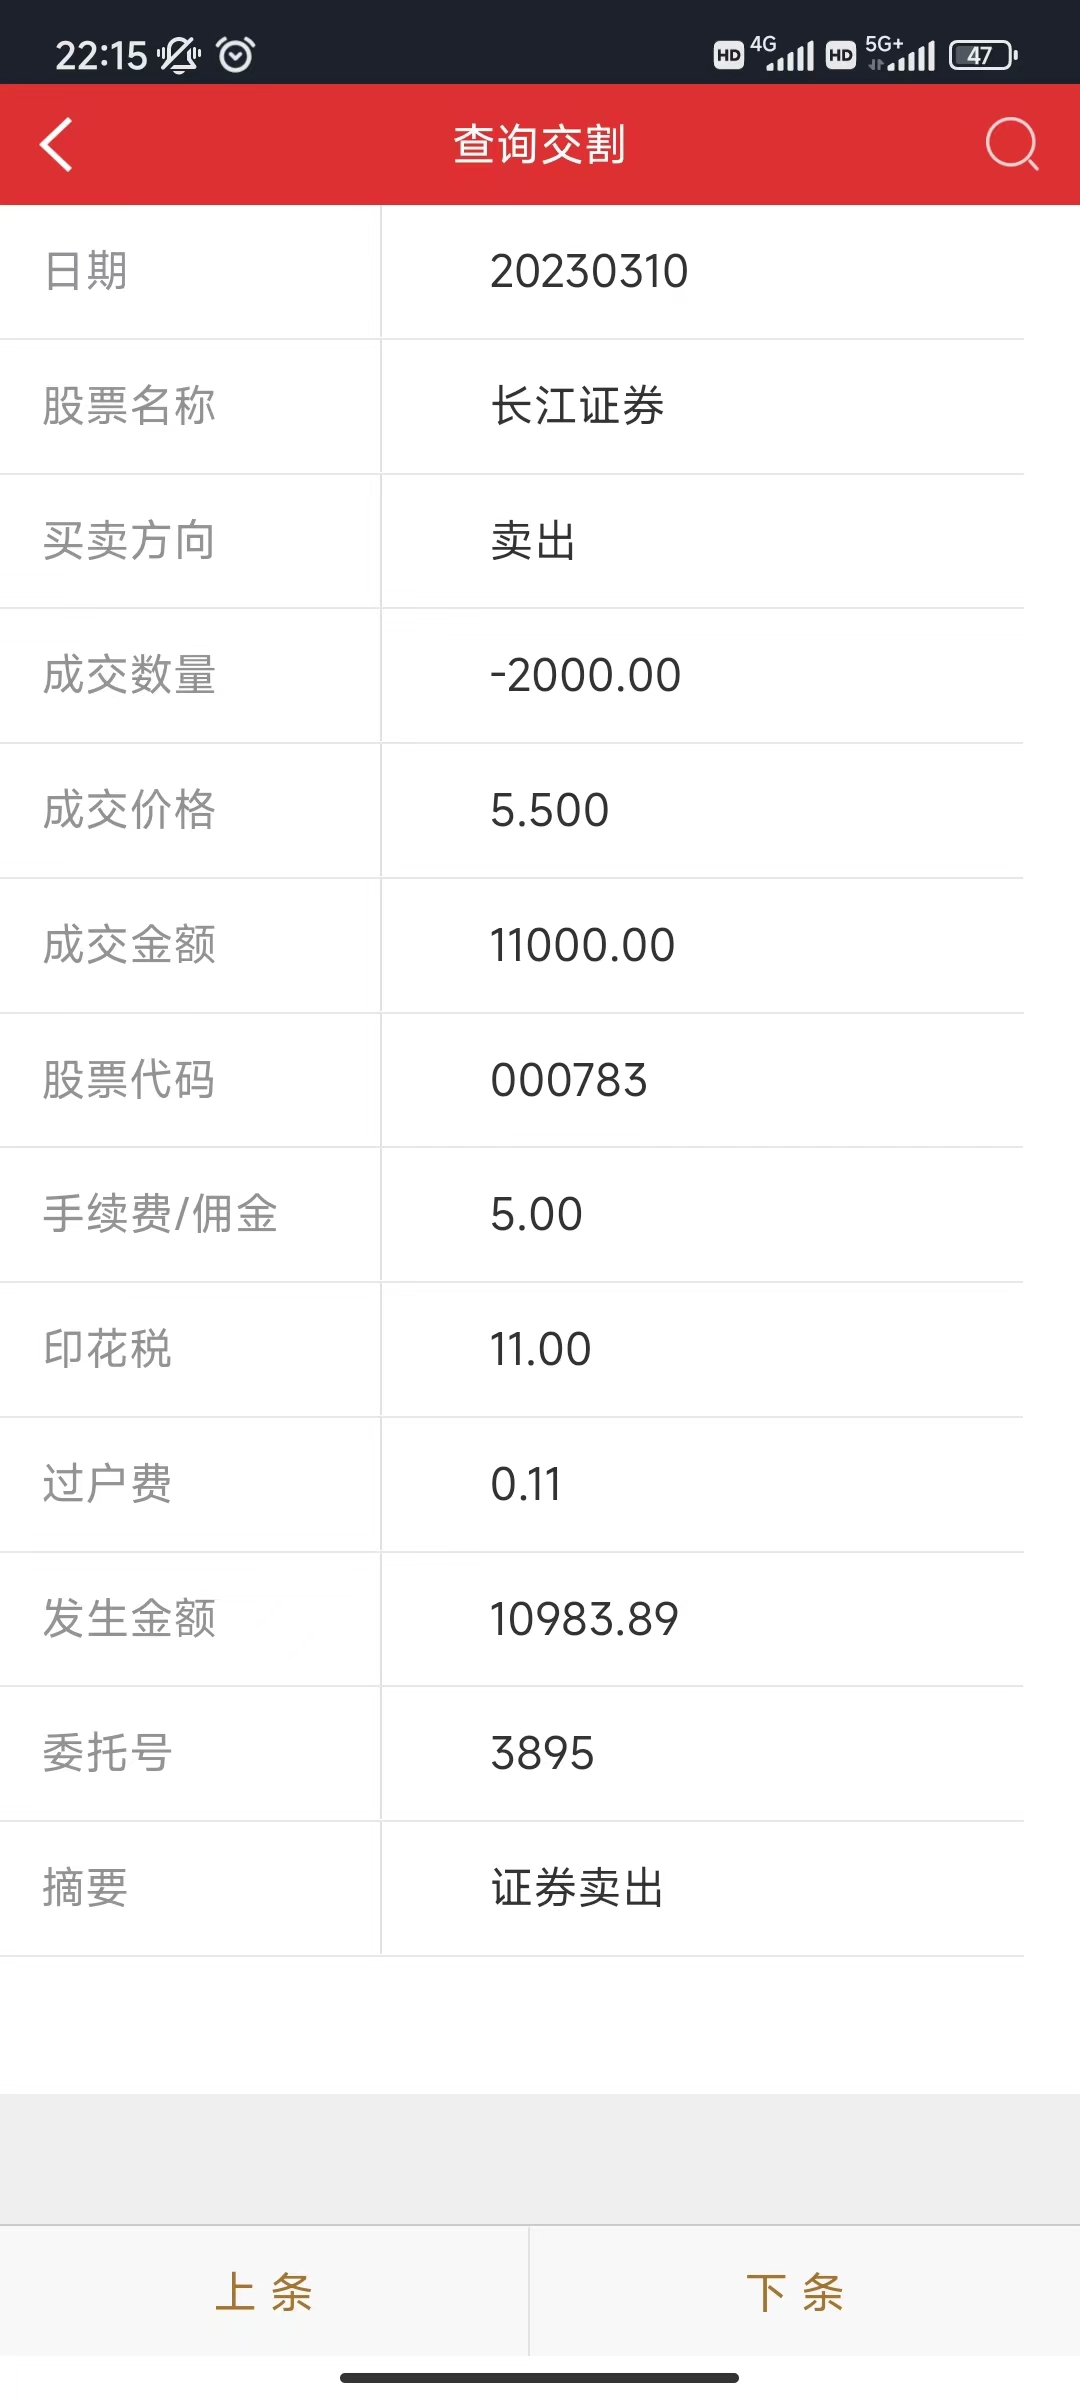 22:15 HD 4G HD 5G+ 47
查询交割
日期 20230310
股票名称 长江证券
买卖方向 卖出
成交数量 -2000.00
成交价格 5.500
成交金额 11000.00
股票代码 000783
手续费/佣金 5.00
印花税 11.00
过户费 0.11
发生金额 10983.89
委托号 3895
摘要 证券卖出
上条 下条